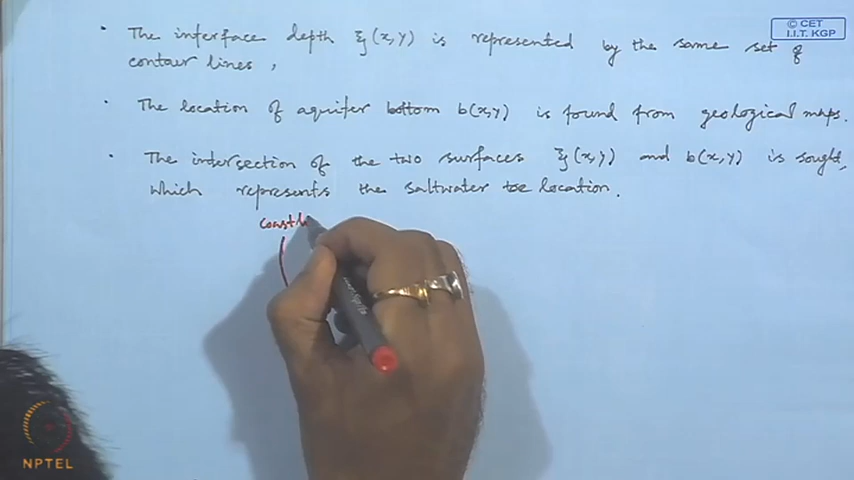 © CET
I.I.T. KGP
• The interface depth ξ(x,y) is represented by the same set of
contour lines,
• The location of aquifer bottom b(x,y) is found from geological maps.
• The intersection of the two surfaces ξ(x,y) and b(x,y) is sought,
which represents the saltwater toe location.
NPTEL